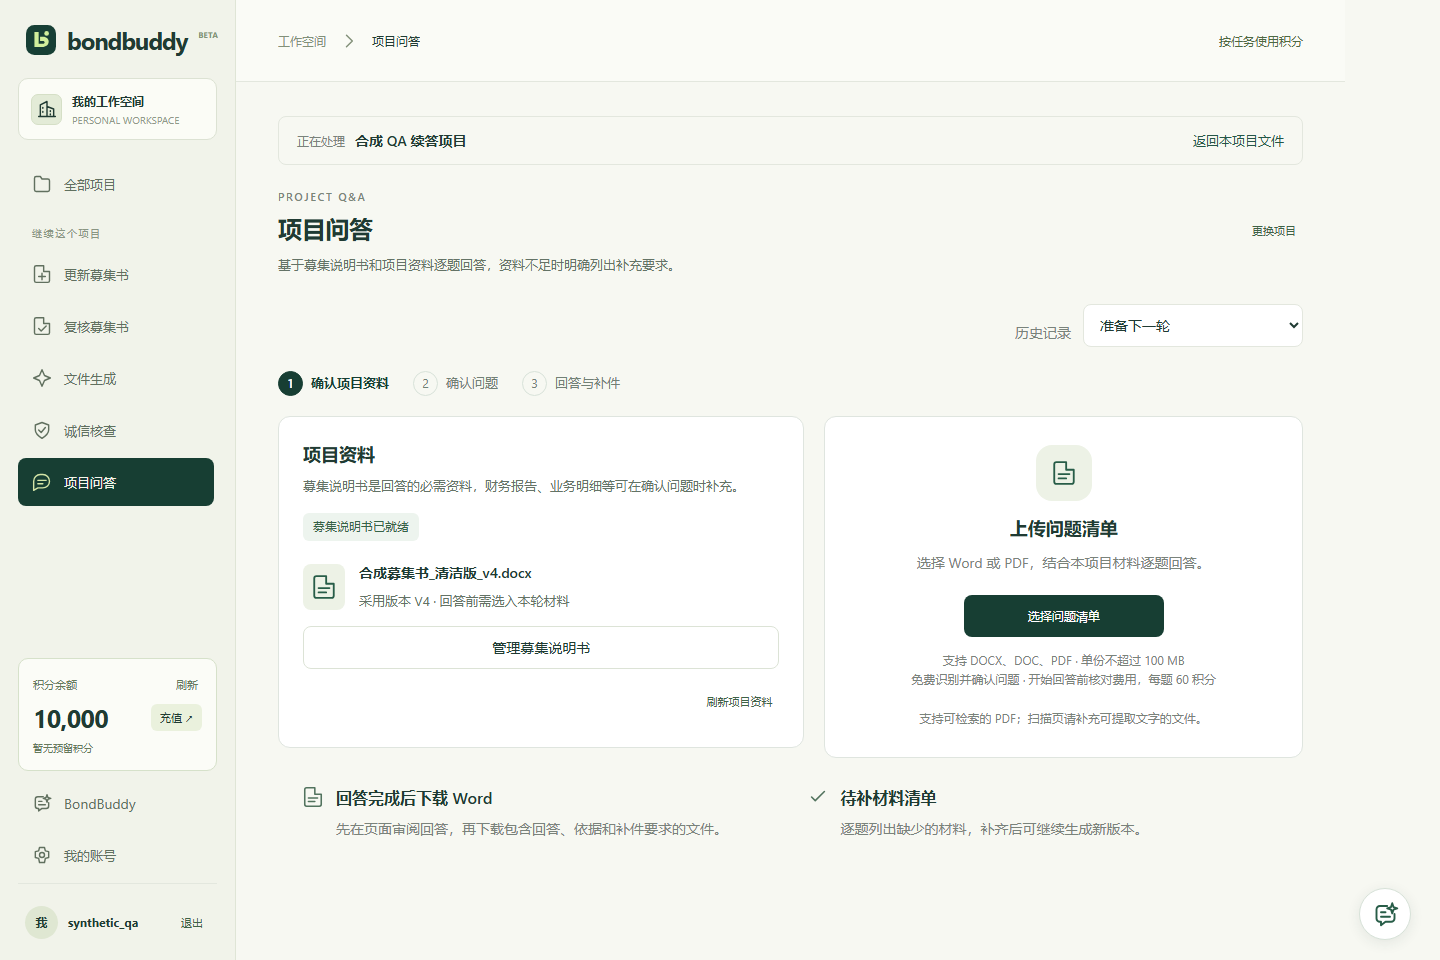 bondbuddy BETA
我的工作空间
PERSONAL WORKSPACE
全部项目
继续这个项目
更新募集书
复核募集书
文件生成
诚信核查
项目问答
积分余额 刷新
10,000 充值 ↗
暂无预留积分
BondBuddy
我的账号
我 synthetic_qa 退出
工作空间 项目问答 按任务使用积分
正在处理 合成 QA 续答项目 返回本项目文件
PROJECT Q&A
项目问答
更换项目
基于募集说明书和项目资料逐题回答，资料不足时明确列出补充要求。
历史记录 准备下一轮
1 确认项目资料 2 确认问题 3 回答与补件
项目资料
募集说明书是回答的必需资料，财务报告、业务明细等可在确认问题时补充。
募集说明书已就绪
合成募集书_清洁版_v4.docx
采用版本 V4 · 回答前需选入本轮材料
管理募集说明书
刷新项目资料
上传问题清单
选择 Word 或 PDF，结合本项目材料逐题回答。
选择问题清单
支持 DOCX、DOC、PDF · 单份不超过 100 MB
免费识别并确认问题 · 开始回答前核对费用，每题 60 积分
支持可检索的 PDF；扫描页请补充可提取文字的文件。
回答完成后下载 Word
先在页面审阅回答，再下载包含回答、依据和补件要求的文件。
待补材料清单
逐题列出缺少的材料，补齐后可继续生成新版本。